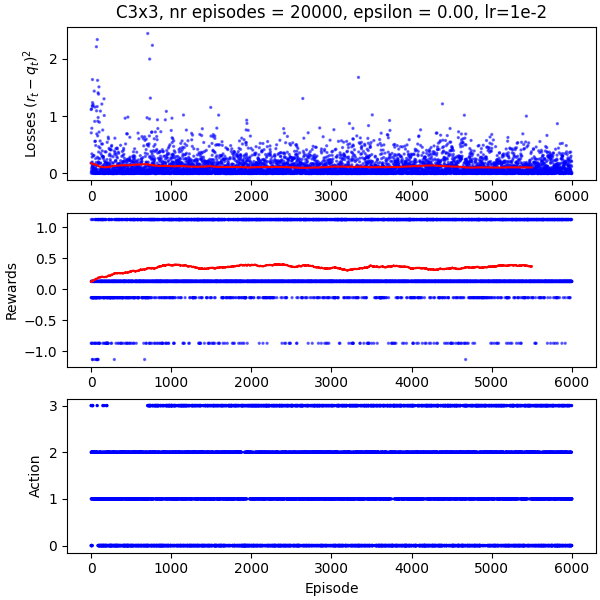 C3x3, nr episodes = 20000, epsilon = 0.00, lr=1e-2
Losses $(r_t - q_t)^2$
2
1
0
0 1000 2000 3000 4000 5000 6000
Rewards
1.0
0.5
0.0
−0.5
−1.0
0 1000 2000 3000 4000 5000 6000
Action
3
2
1
0
0 1000 2000 3000 4000 5000 6000
Episode